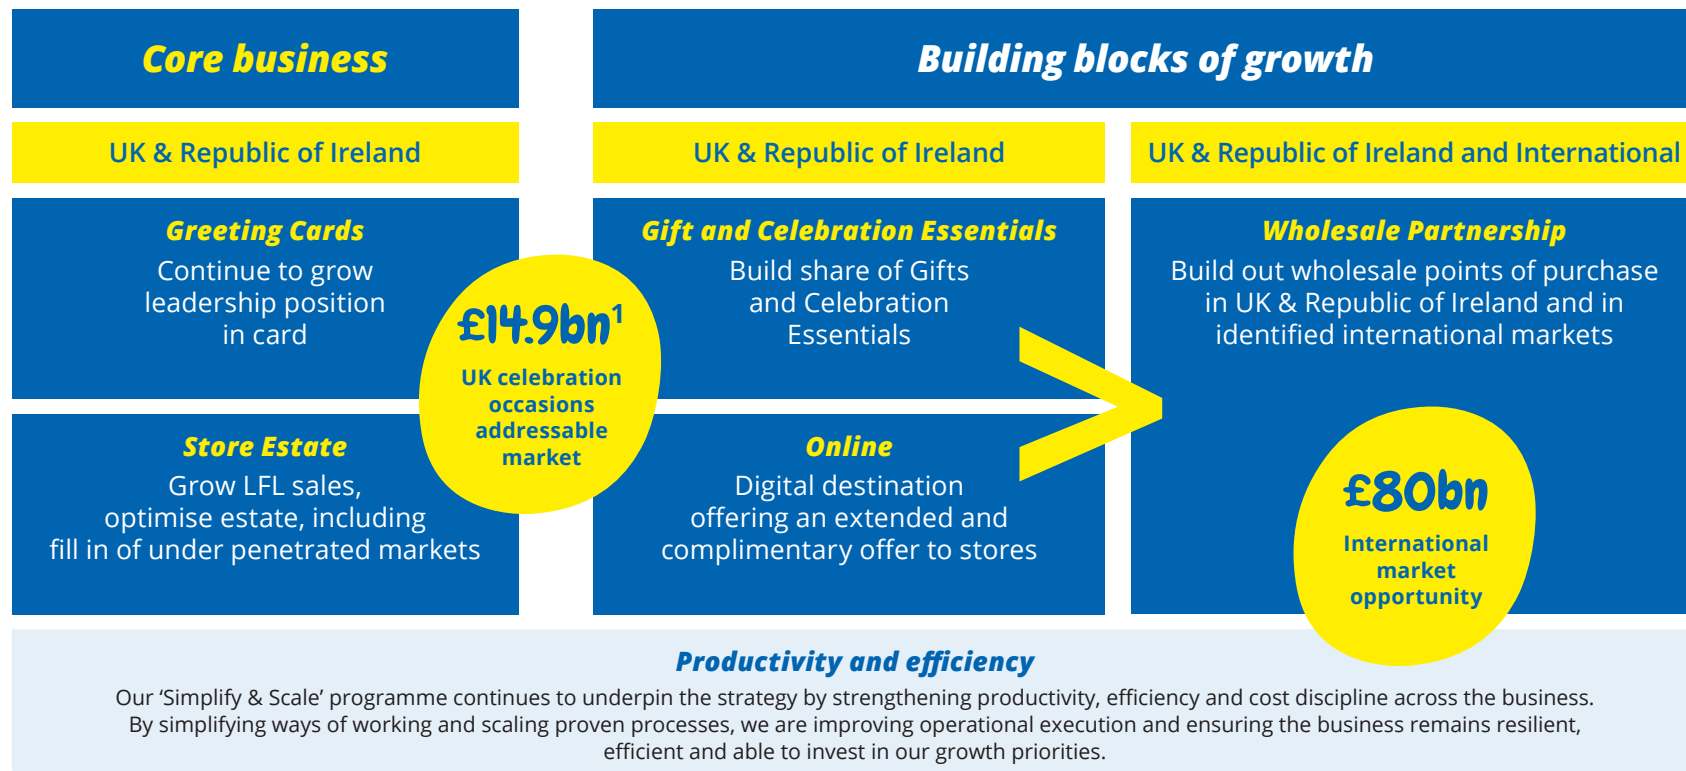 Core business
Building blocks of growth
UK & Republic of Ireland
UK & Republic of Ireland
UK & Republic of Ireland and International
Greeting Cards
Continue to grow
leadership position
in card
Store Estate
Grow LFL sales,
optimise estate, including
fill in of under penetrated markets
£14.9bn¹
UK celebration
occasions
addressable
market
Gift and Celebration Essentials
Build share of Gifts
and Celebration
Essentials
Online
Digital destination
offering an extended and
complimentary offer to stores
>
Wholesale Partnership
Build out wholesale points of purchase
in UK & Republic of Ireland and in
identified international markets
£80bn
International
market
opportunity
Productivity and efficiency
Our ‘Simplify & Scale’ programme continues to underpin the strategy by strengthening productivity, efficiency and cost discipline across the business.
By simplifying ways of working and scaling proven processes, we are improving operational execution and ensuring the business remains resilient,
efficient and able to invest in our growth priorities.